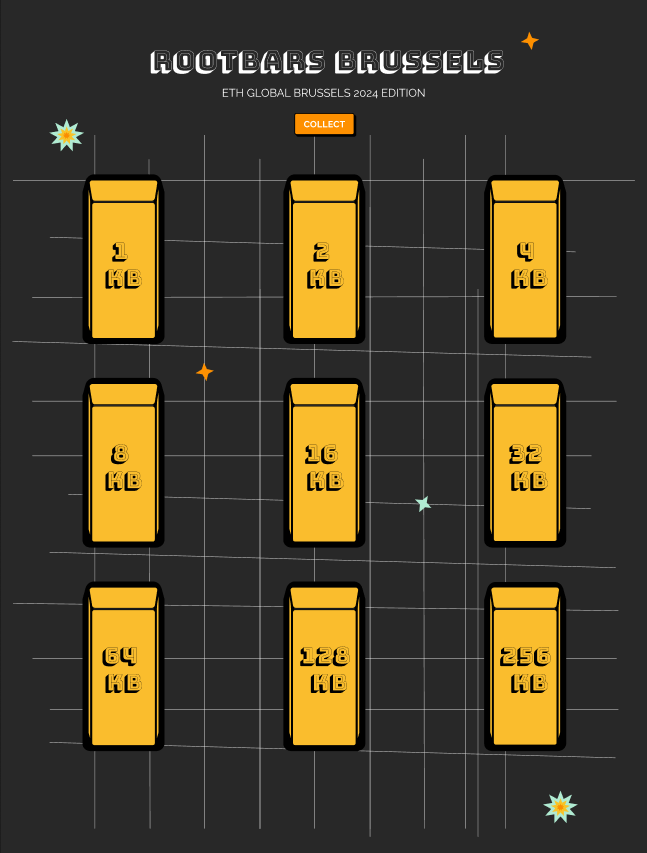 ROOTBARS BRUSSELS
ETH GLOBAL BRUSSELS 2024 EDITION
COLLECT
1
KB
2
KB
4
KB
8
KB
16
KB
32
KB
64
KB
128
KB
256
KB